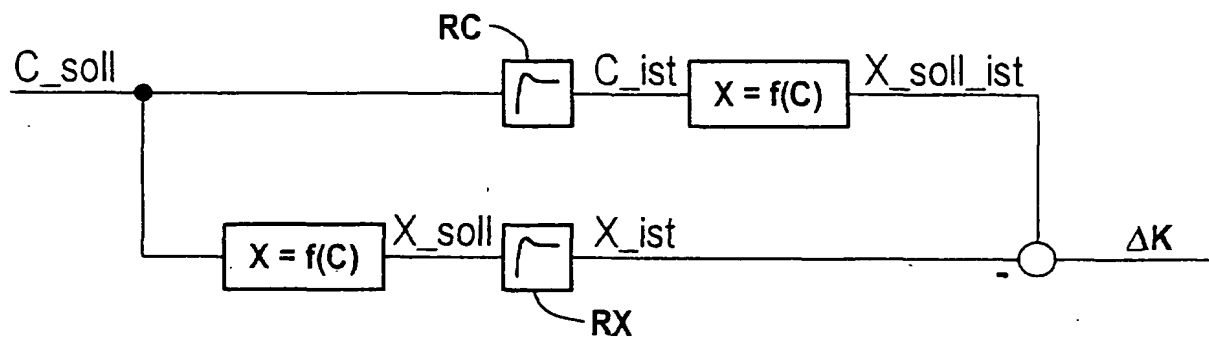 RC
C_soll
C_ist
X = f(C)
X_soll_ist
X = f(C)
X_soll
X_ist
-
ΔK
RX